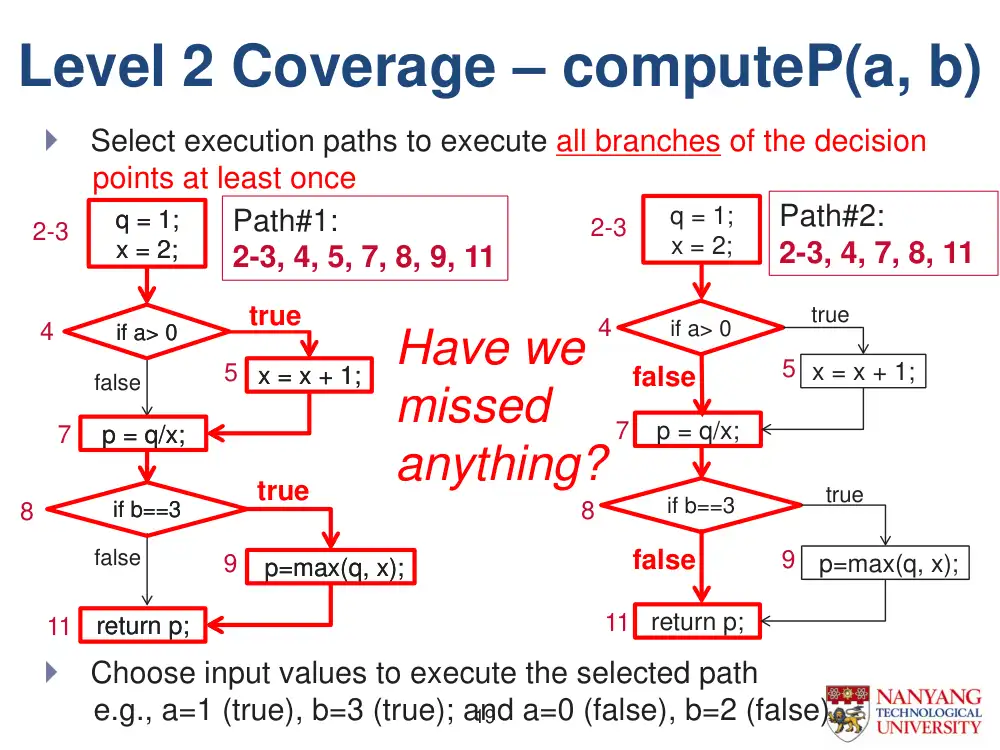 Level 2 Coverage – computeP(a, b)
Select execution paths to execute all branches of the decision
points at least once
2-3
q = 1;
x = 2;
Path#1:
2-3, 4, 5, 7, 8, 9, 11
4
if a> 0
true
false
5
x = x + 1;
7
p = q/x;
8
if b==3
true
false
9
p=max(q, x);
11
return p;
Have we
missed
anything?
2-3
q = 1;
x = 2;
Path#2:
2-3, 4, 7, 8, 11
4
if a> 0
true
false
5
x = x + 1;
7
p = q/x;
8
if b==3
true
false
9
p=max(q, x);
11
return p;
Choose input values to execute the selected path
e.g., a=1 (true), b=3 (true); and a=0 (false), b=2 (false)
NANYANG
TECHNOLOGICAL
UNIVERSITY